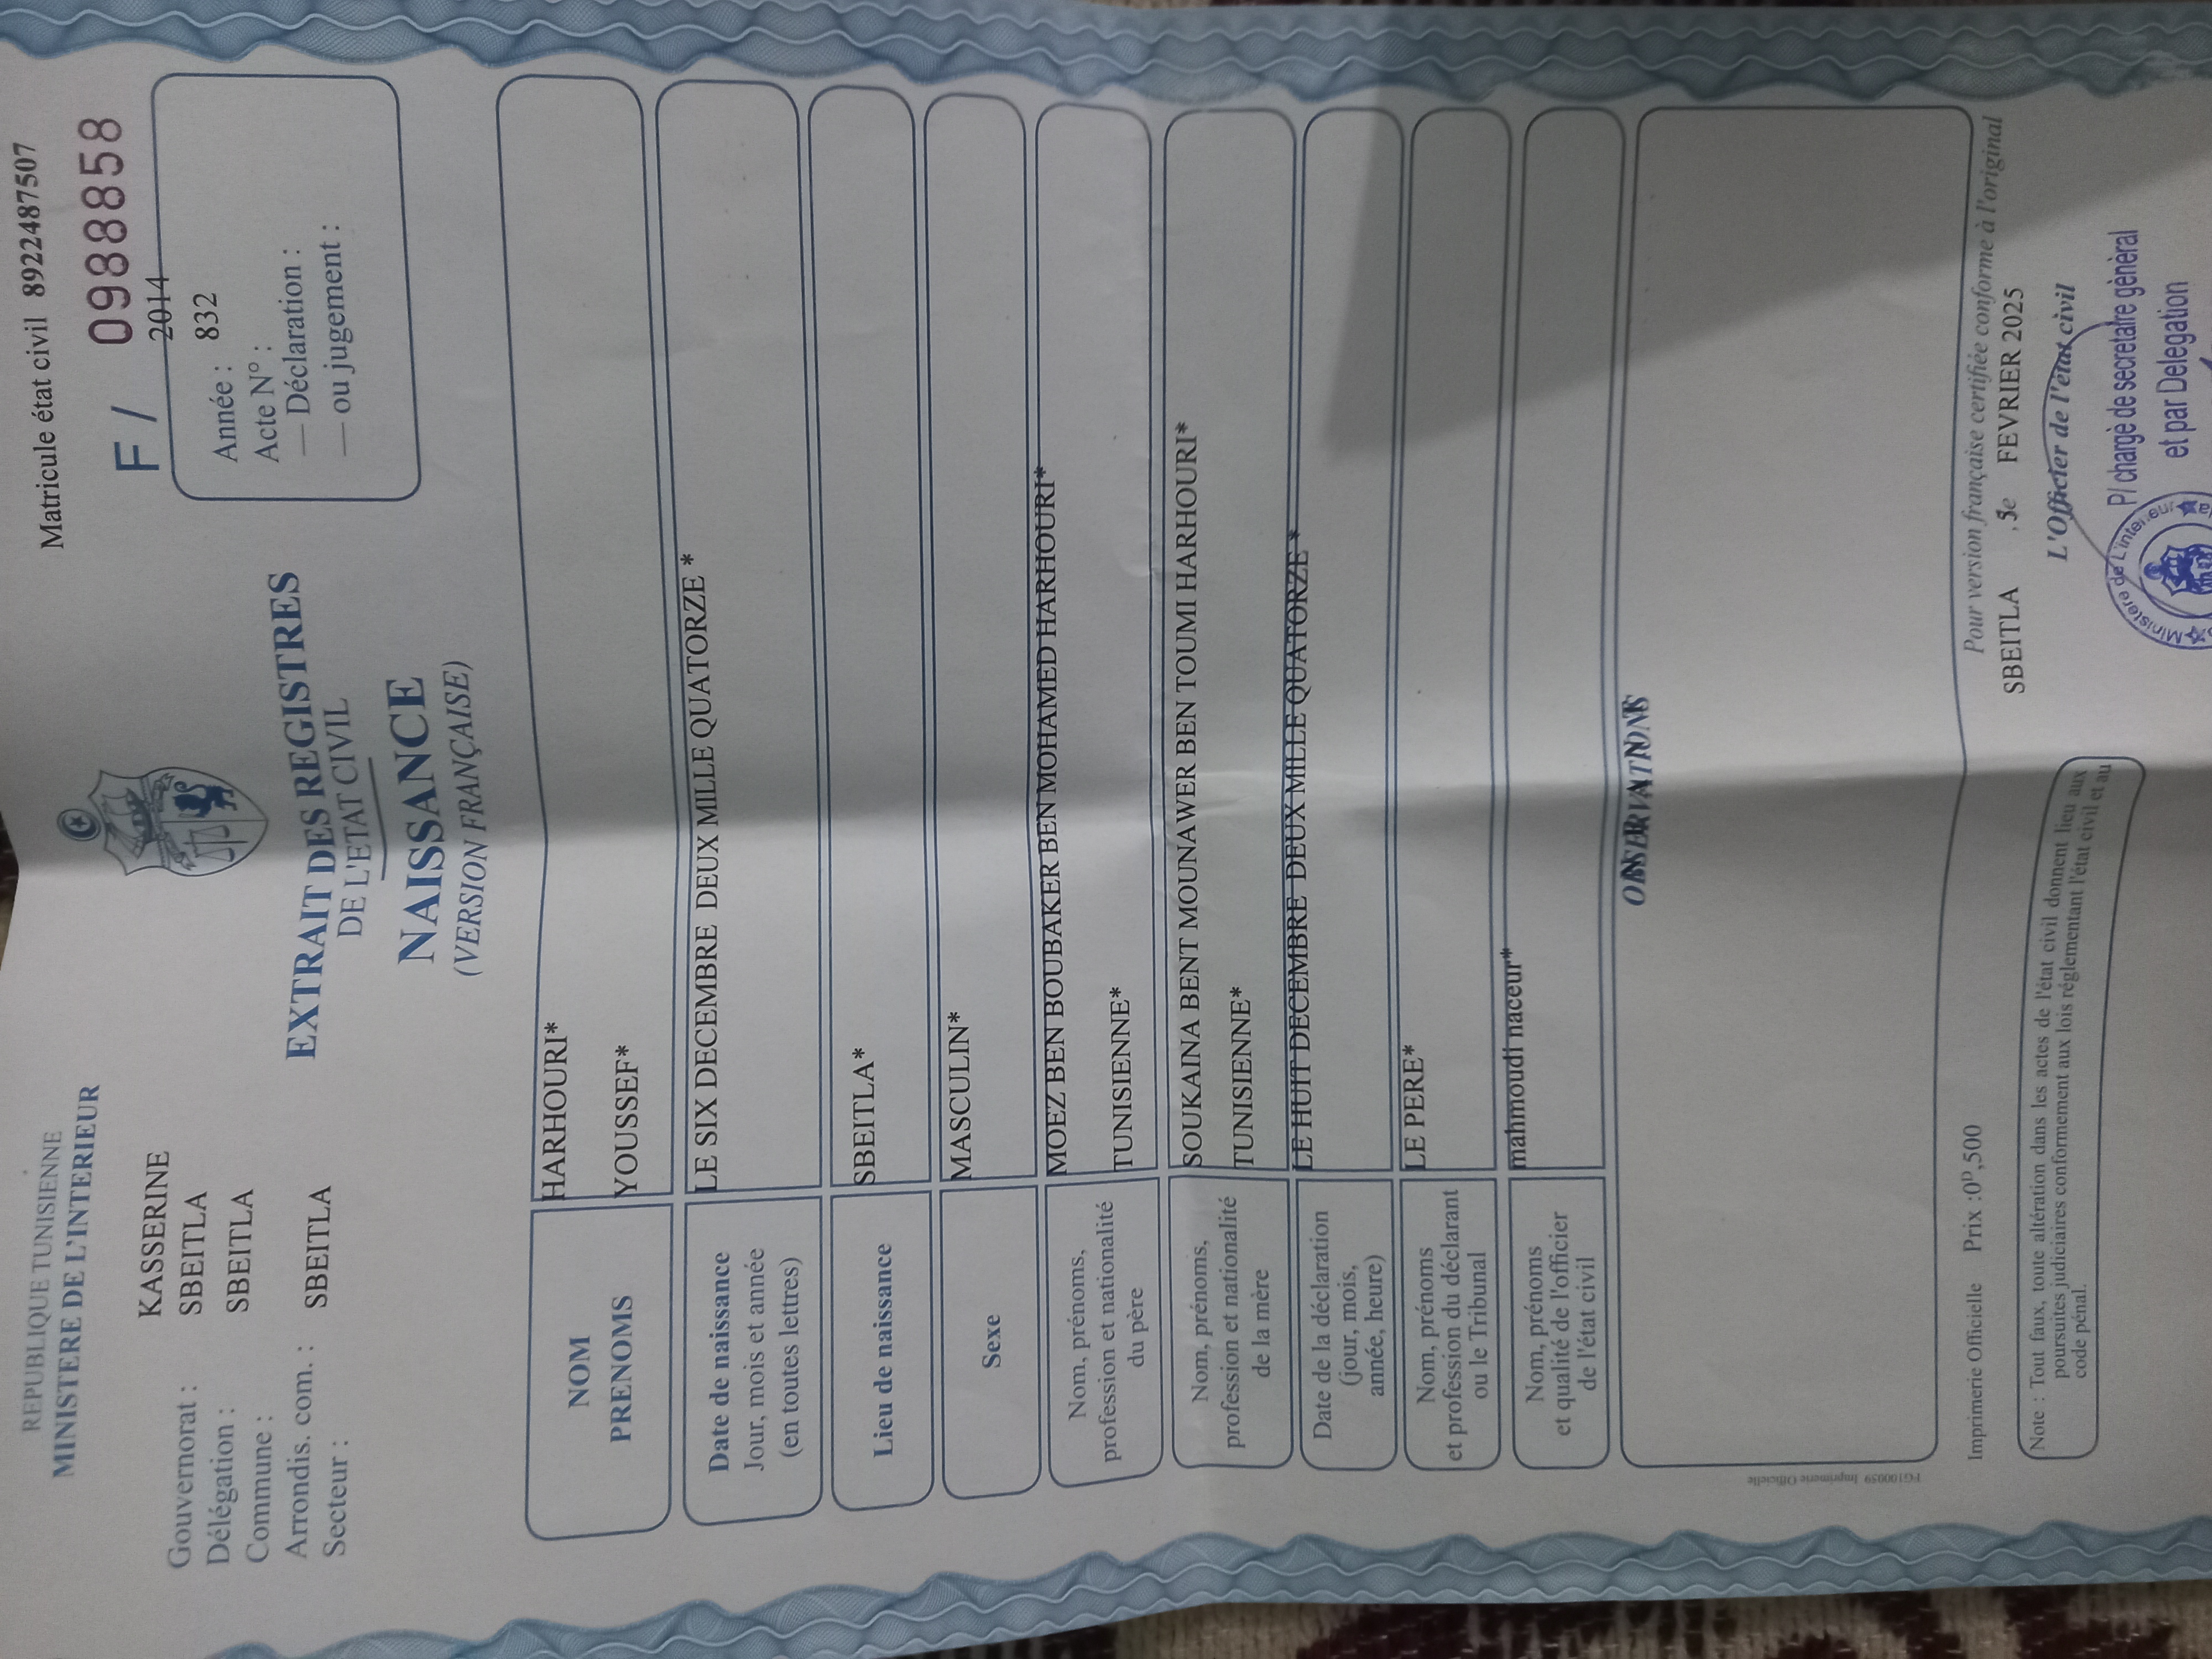 REPUBLIQUE TUNISIENNE
MINISTERE DE L'INTERIEUR
Matricule état civil 8922487507
F / 0988858
KASSERINE
Gouvernorat :
SBEITLA
Délégation :
SBEITLA
Commune :
Arrondis. com. : SBEITLA
Secteur :
2014
Année : 832
Acte N° :
— Déclaration :
— ou jugement :
EXTRAIT DES REGISTRES
DE L'ETAT CIVIL
NAISSANCE
(VERSION FRANÇAISE)
NOM HARHOURI*
PRENOMS YOUSSEF*
Date de naissance
Jour, mois et année
(en toutes lettres)
LE SIX DECEMBRE DEUX MILLE QUATORZE *
Lieu de naissance SBEITLA*
Sexe MASCULIN*
Nom, prénoms,
profession et nationalité
du père
MOEZ BEN BOUBAKER BEN MOHAMED HARHOURI*
TUNISIENNE*
Nom, prénoms,
profession et nationalité
de la mère
SOUKAINA BENT MOUNAWER BEN TOUMI HARHOURI*
TUNISIENNE*
Date de la déclaration
(jour, mois,
année, heure)
LE HUIT DECEMBRE DEUX MILLE QUATORZE *
Nom, prénoms
et profession du déclarant
ou le Tribunal
LE PERE*
Nom, prénoms
et qualité de l'officier
de l'état civil
mahmoudi naceur*
OBSERVATIONS
FG100059 Imprimerie Officielle
Imprimerie Officielle Prix :0ᴰ,500
Pour version française certifiée conforme à l'original
SBEITLA , FEVRIER 2025
L'Officier de l'état civil
P/ chargè de secretaire gènèral
et par Delegation
Ministere de L'interieur
Note : Tout faux, toute altération dans les actes de l'état civil donnent lieu aux
poursuites judiciaires conformement aux lois réglementant l'état civil et au
code pénal.